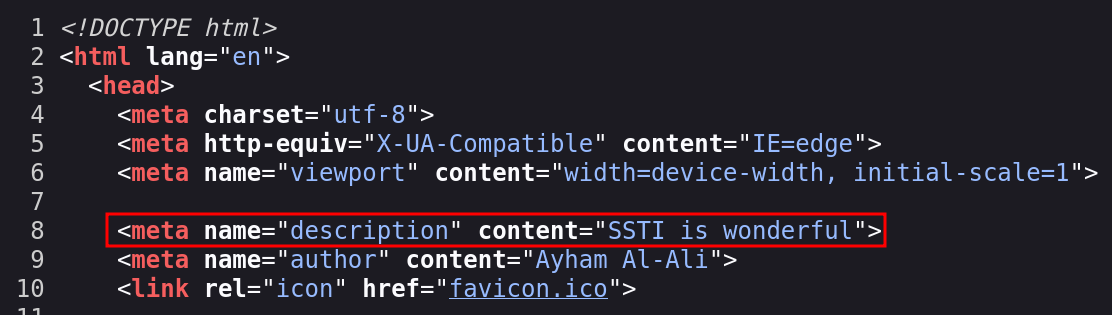 1 <!DOCTYPE html>
2 <html lang="en">
3 <head>
4 <meta charset="utf-8">
5 <meta http-equiv="X-UA-Compatible" content="IE=edge">
6 <meta name="viewport" content="width=device-width, initial-scale=1">
7
8 <meta name="description" content="SSTI is wonderful">
9 <meta name="author" content="Ayham Al-Ali">
10 <link rel="icon" href="favicon.ico">
11